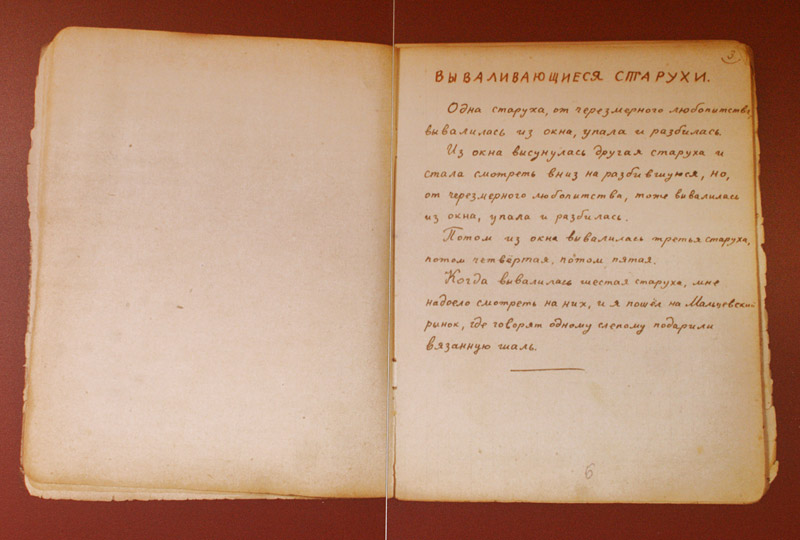 3
ВЫВАЛИВАЮЩИЕСЯ СТАРУХИ.
Одна старуха, от черезмерного любопытства,
вывалилась из окна, упала и разбилась.
Из окна высунулась другая старуха и
стала смотреть вниз на разбившуюся, но,
от черезмерного любопытства, тоже вывалилась
из окна, упала и разбилась.
Потом из окна вывалилась третья старуха,
потом четвёртая, потом пятая.
Когда вывалилась шестая старуха, мне
надоело смотреть на них, и я пошёл на Мальцевский
рынок, где говорят одному слепому подарили
вязанную шаль.
6